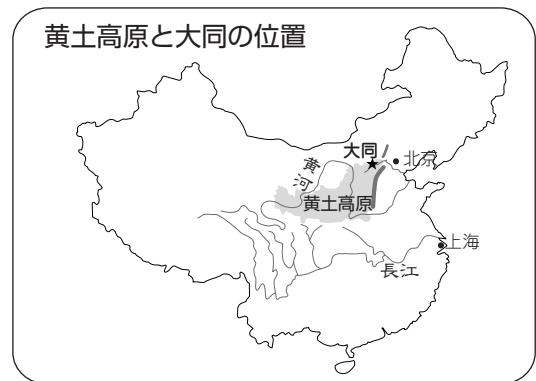 黄土高原と大同の位置
大同
北京
黄河
黄土高原
上海
長江